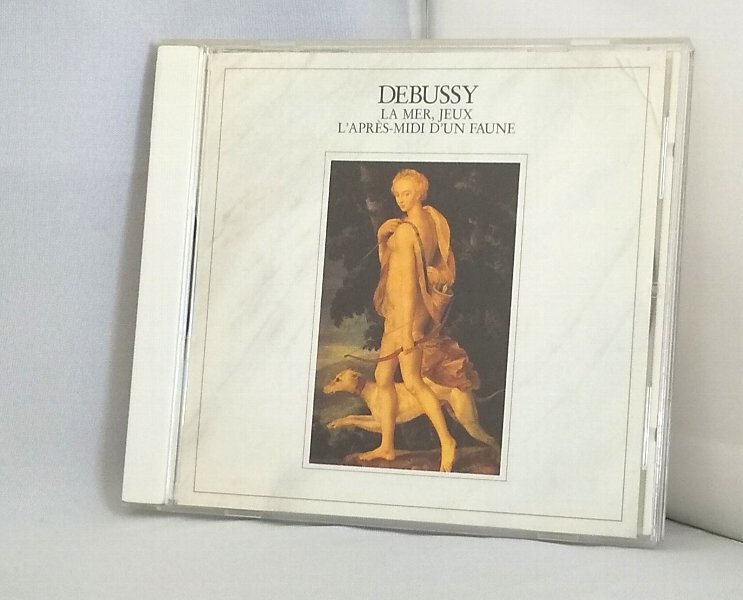 DEBUSSY
LA MER, JEUX
L'APRÈS-MIDI D'UN FAUNE